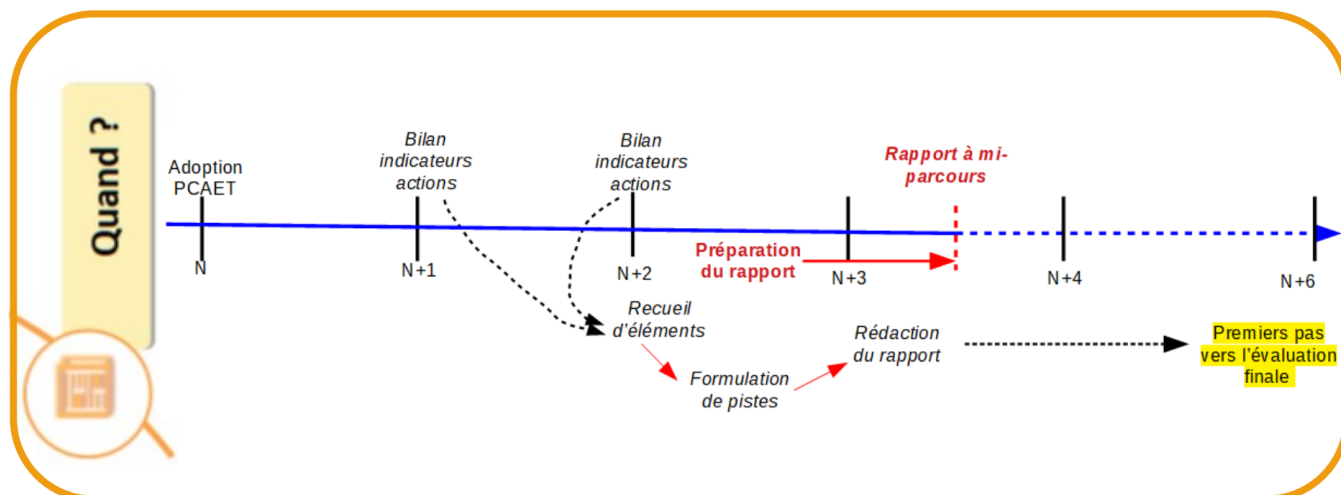 Quand ?
Adoption
PCAET
Bilan
indicateurs
actions
Bilan
indicateurs
actions
Rapport à mi-
parcours
Préparation
du rapport
N
N+1
N+2
N+3
N+4
N+6
Recueil
d'éléments
Formulation
de pistes
Rédaction
du rapport
Premiers pas
vers l'évaluation
finale